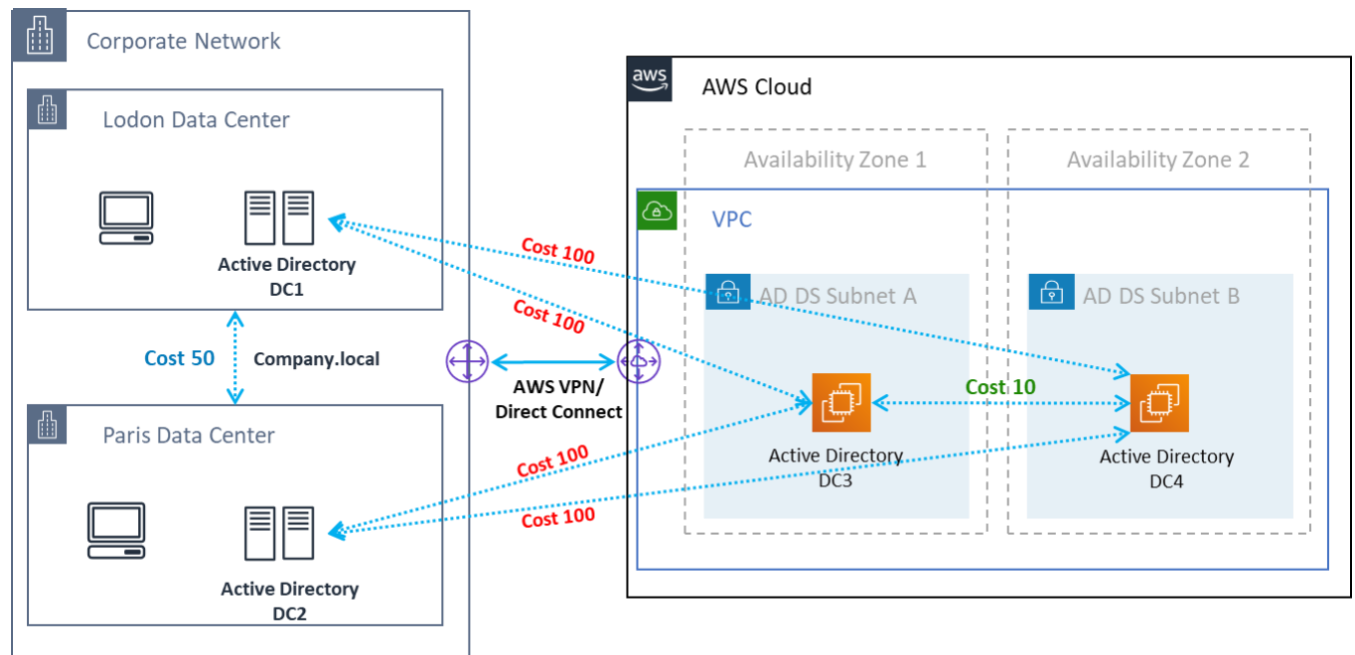 Corporate Network
Lodon Data Center
Active Directory
DC1
Cost 50
Company.local
Paris Data Center
Active Directory
DC2
AWS VPN/
Direct Connect
Cost 100
Cost 100
Cost 100
Cost 100
aws
AWS Cloud
Availability Zone 1
Availability Zone 2
VPC
AD DS Subnet A
AD DS Subnet B
Cost 10
Active Directory
DC3
Active Directory
DC4